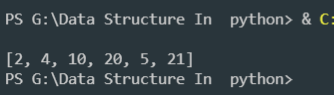 PS G:\Data Structure In  python> & C:
[2, 4, 10, 20, 5, 21]
PS G:\Data Structure In  python>